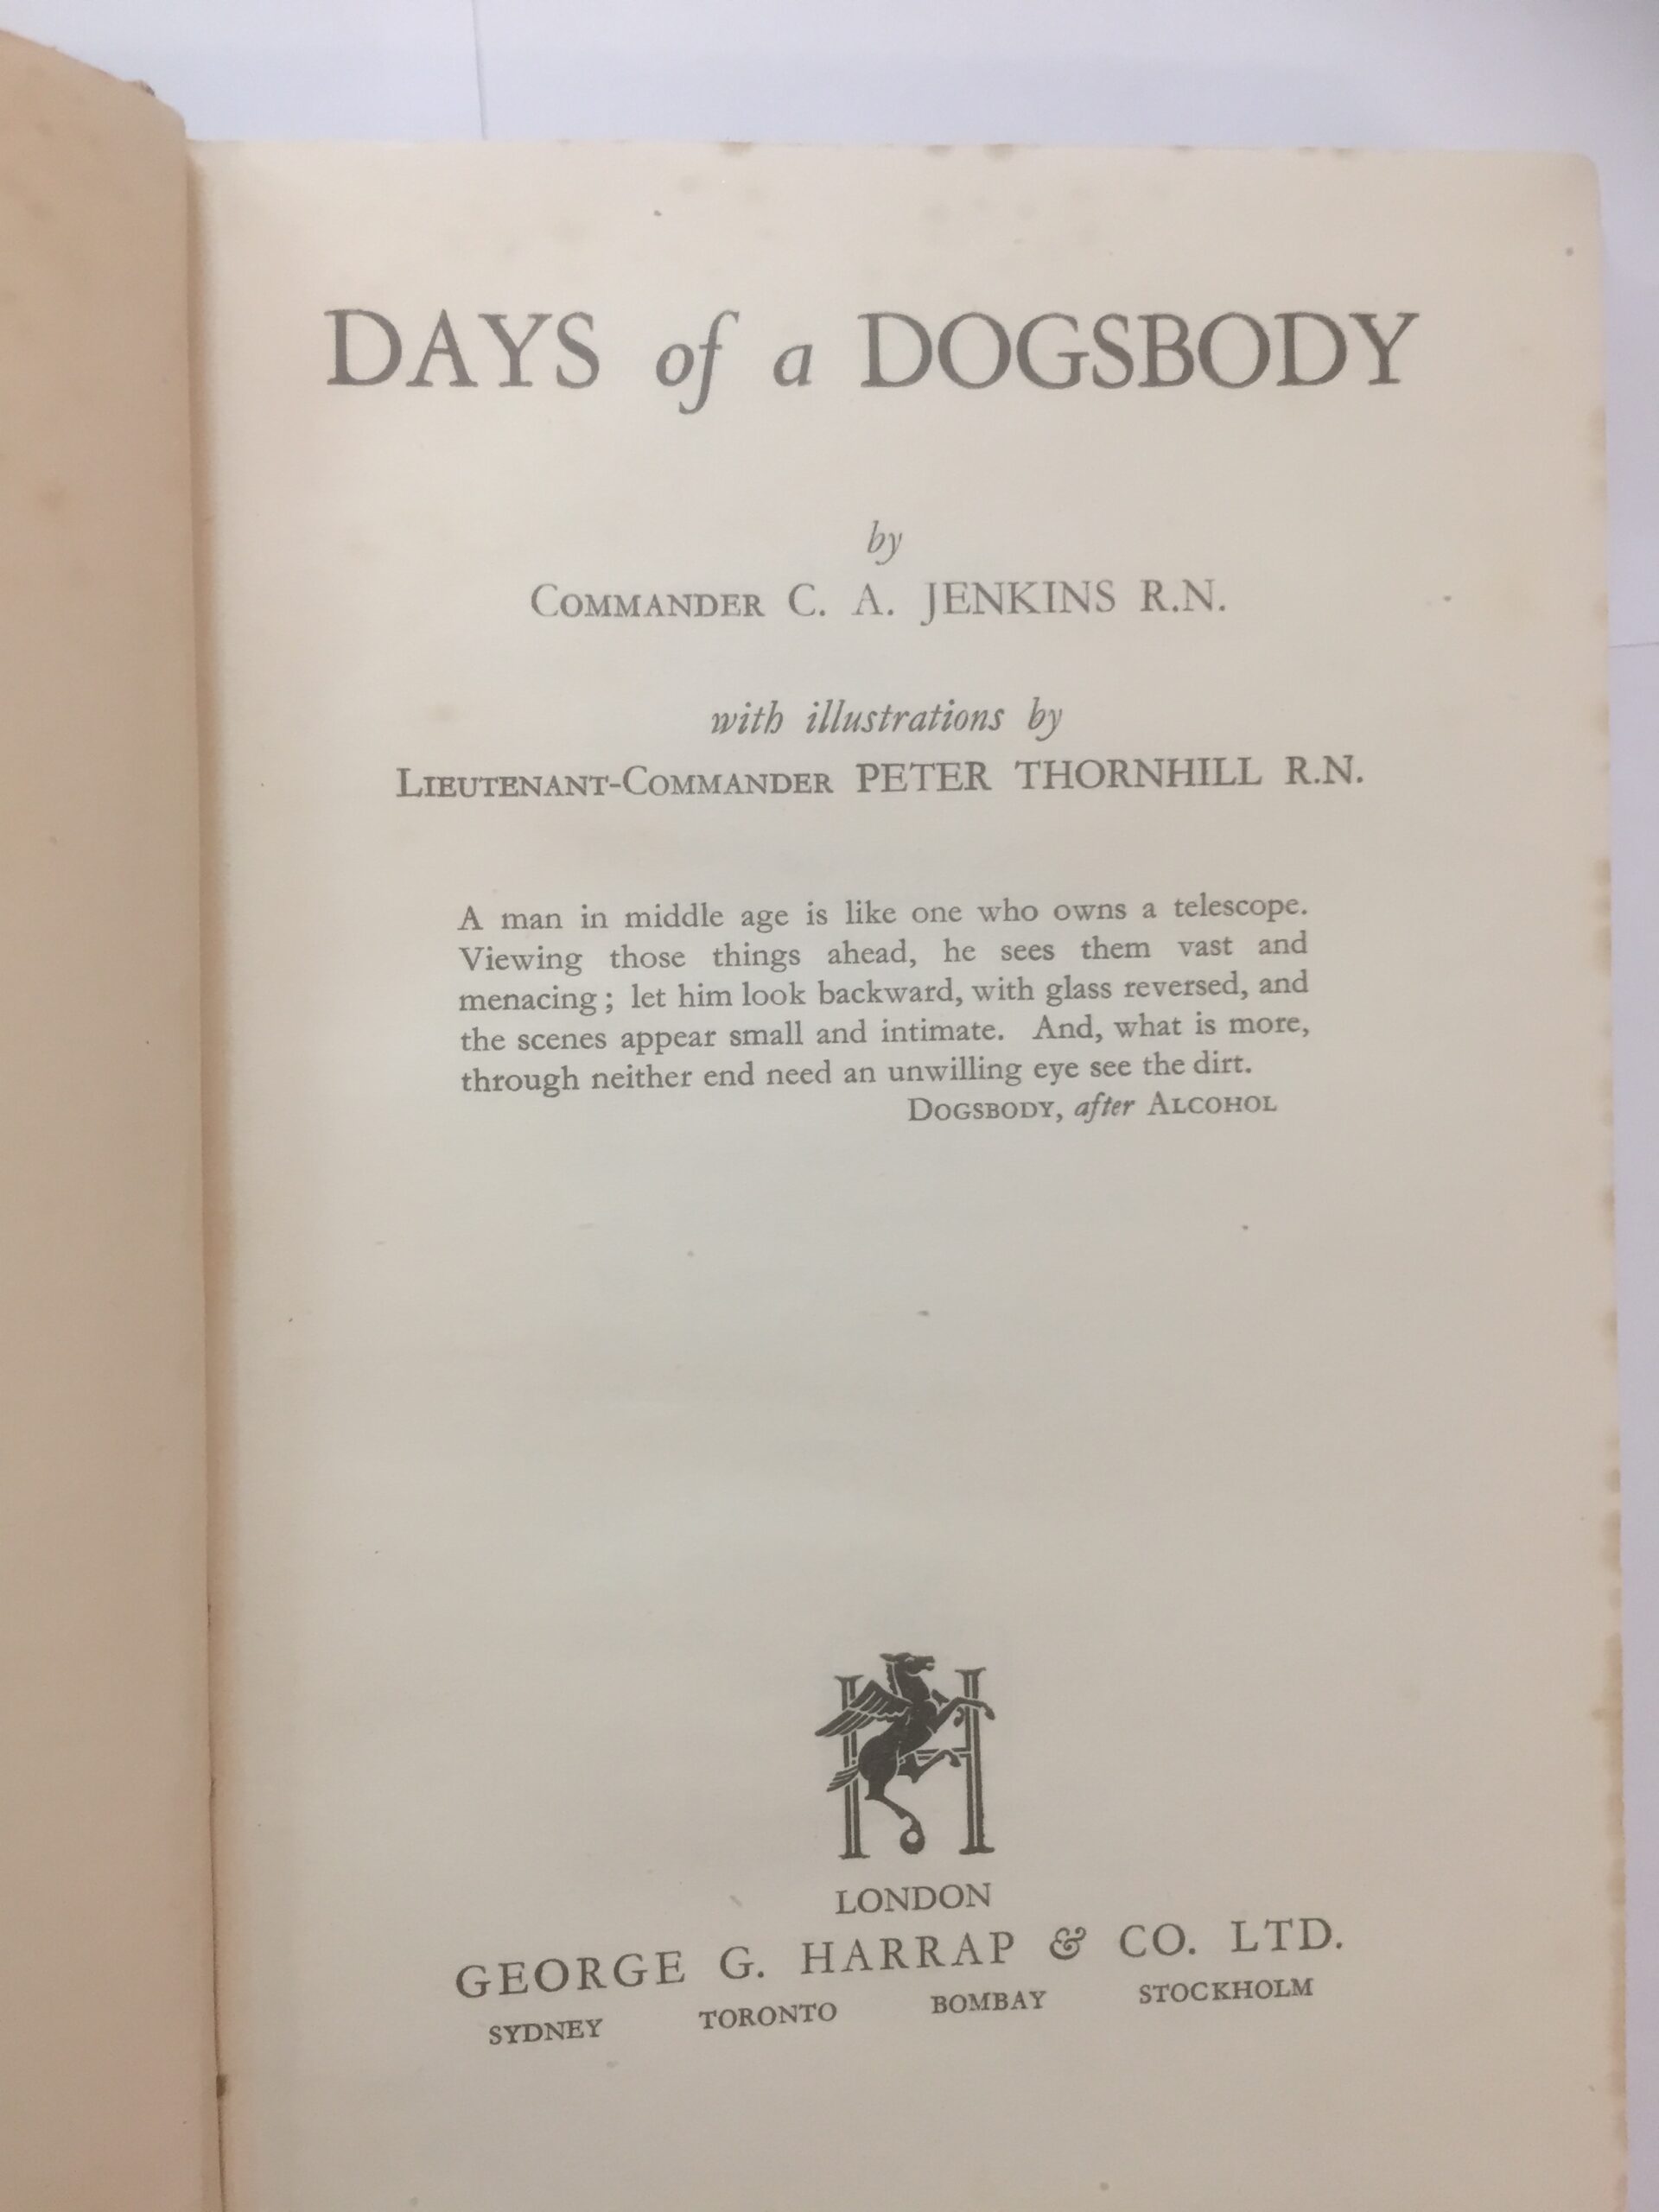 DAYS of a DOGSBODY
by
COMMANDER C. A. JENKINS R.N.
with illustrations by
LIEUTENANT-COMMANDER PETER THORNHILL R.N.
A man in middle age is like one who owns a telescope.
Viewing those things ahead, he sees them vast and
menacing; let him look backward, with glass reversed, and
the scenes appear small and intimate. And, what is more,
through neither end need an unwilling eye see the dirt.
DOGSBODY, after ALCOHOL
H
LONDON
GEORGE G. HARRAP & CO. LTD.
SYDNEY TORONTO BOMBAY STOCKHOLM